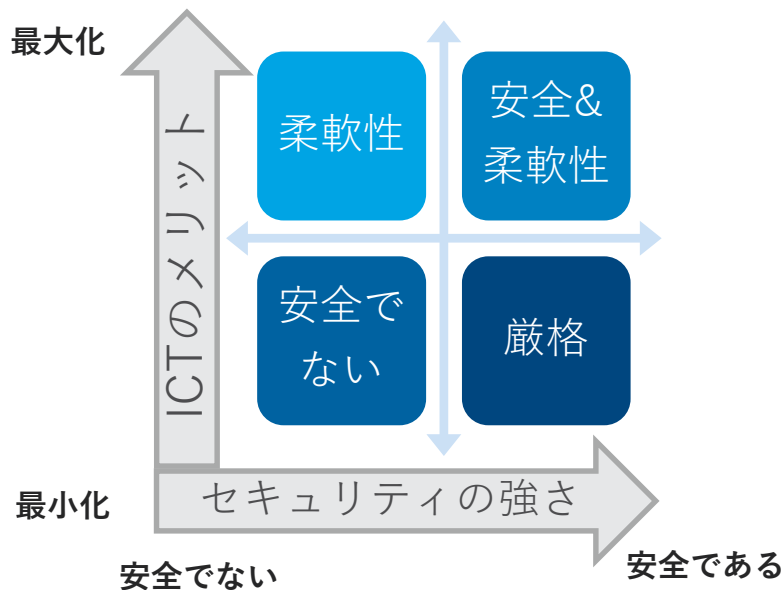 最大化
ICTのメリット
柔軟性
安全&
柔軟性
安全で
ない
厳格
最小化
セキュリティの強さ
安全でない
安全である